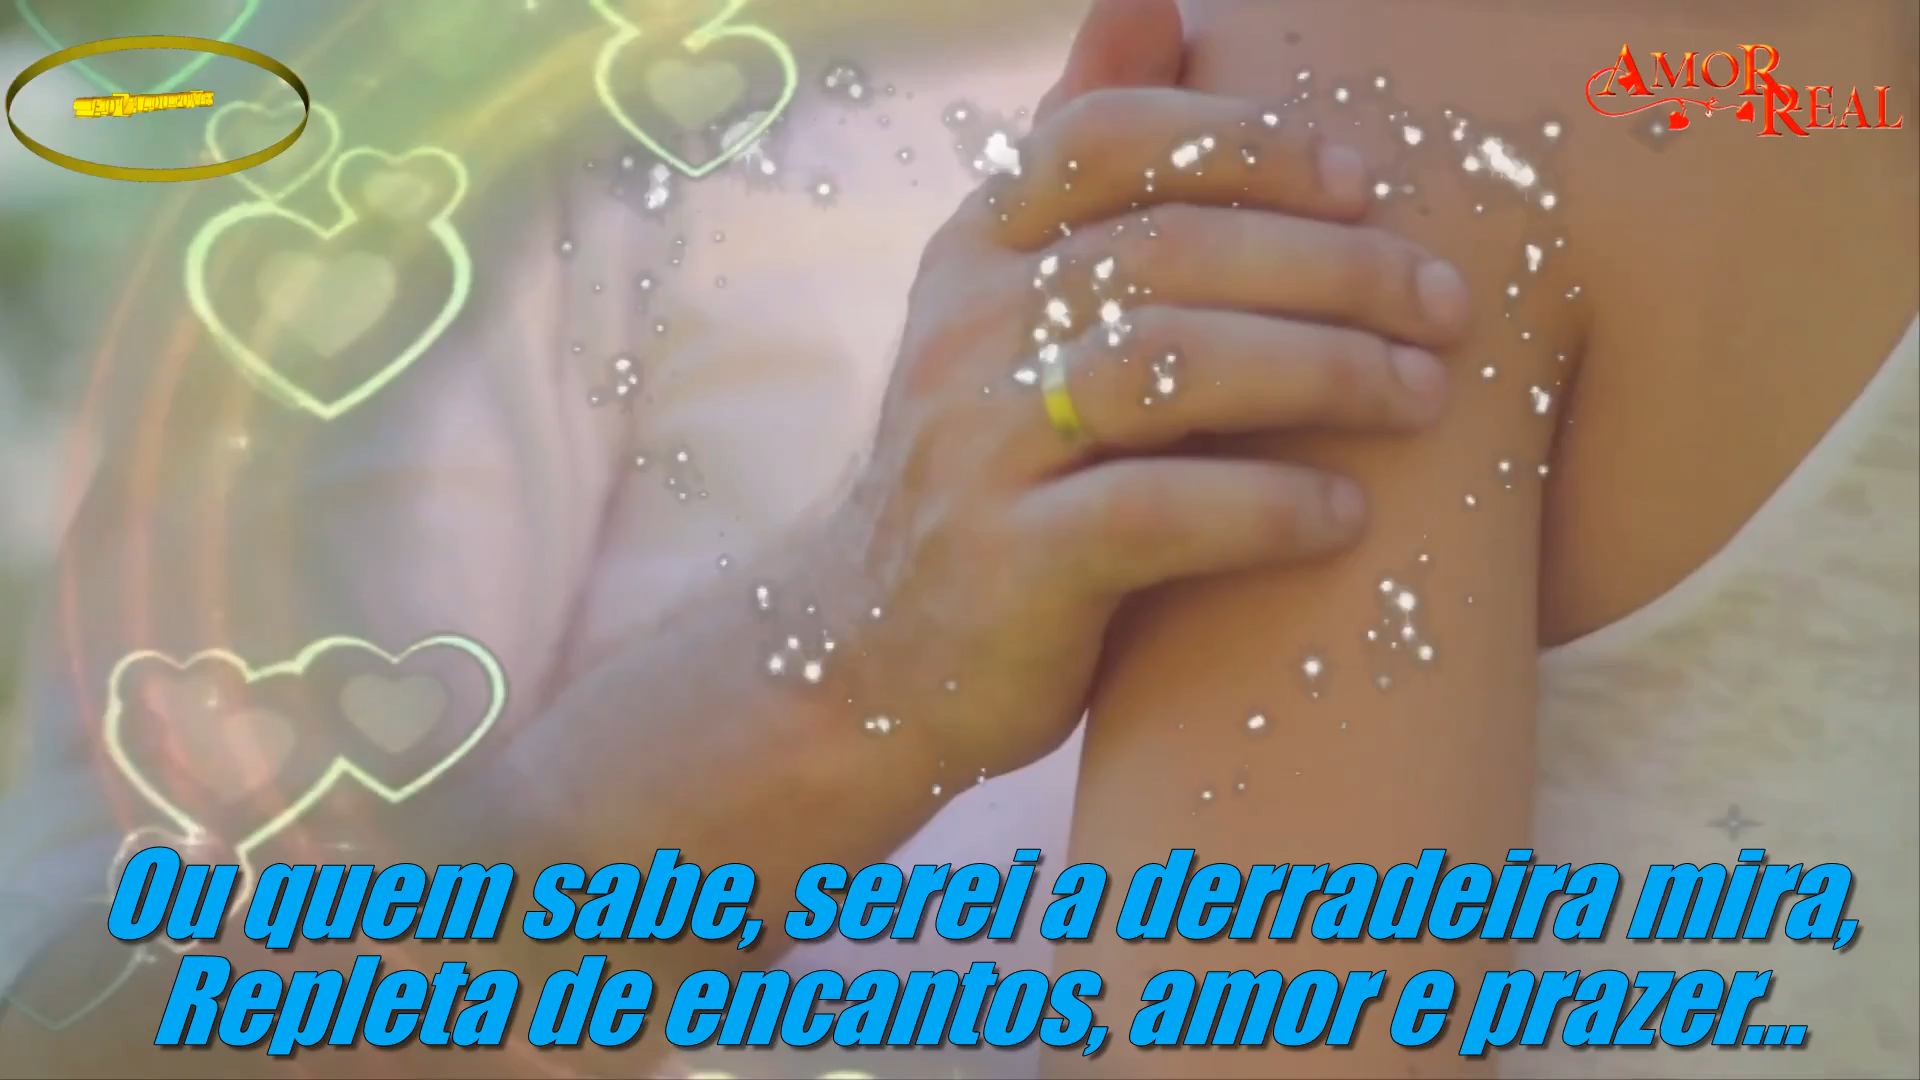 AMOR
REAL
Ou quem sabe, serei a derradeira mira,
Repleta de encantos, amor e prazer...